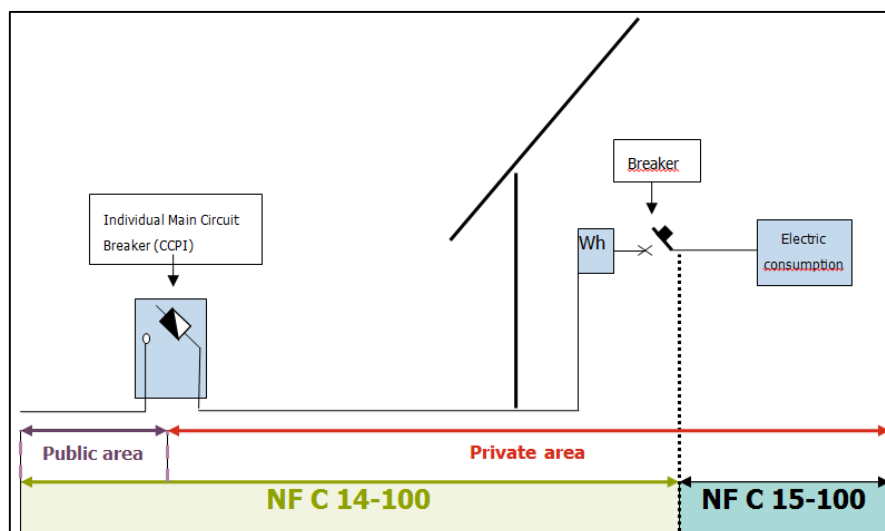 Breaker
Individual Main Circuit
Breaker (CCPI)
Wh
Electric
consumption
Public area
Private area
NF C 14-100
NF C 15-100